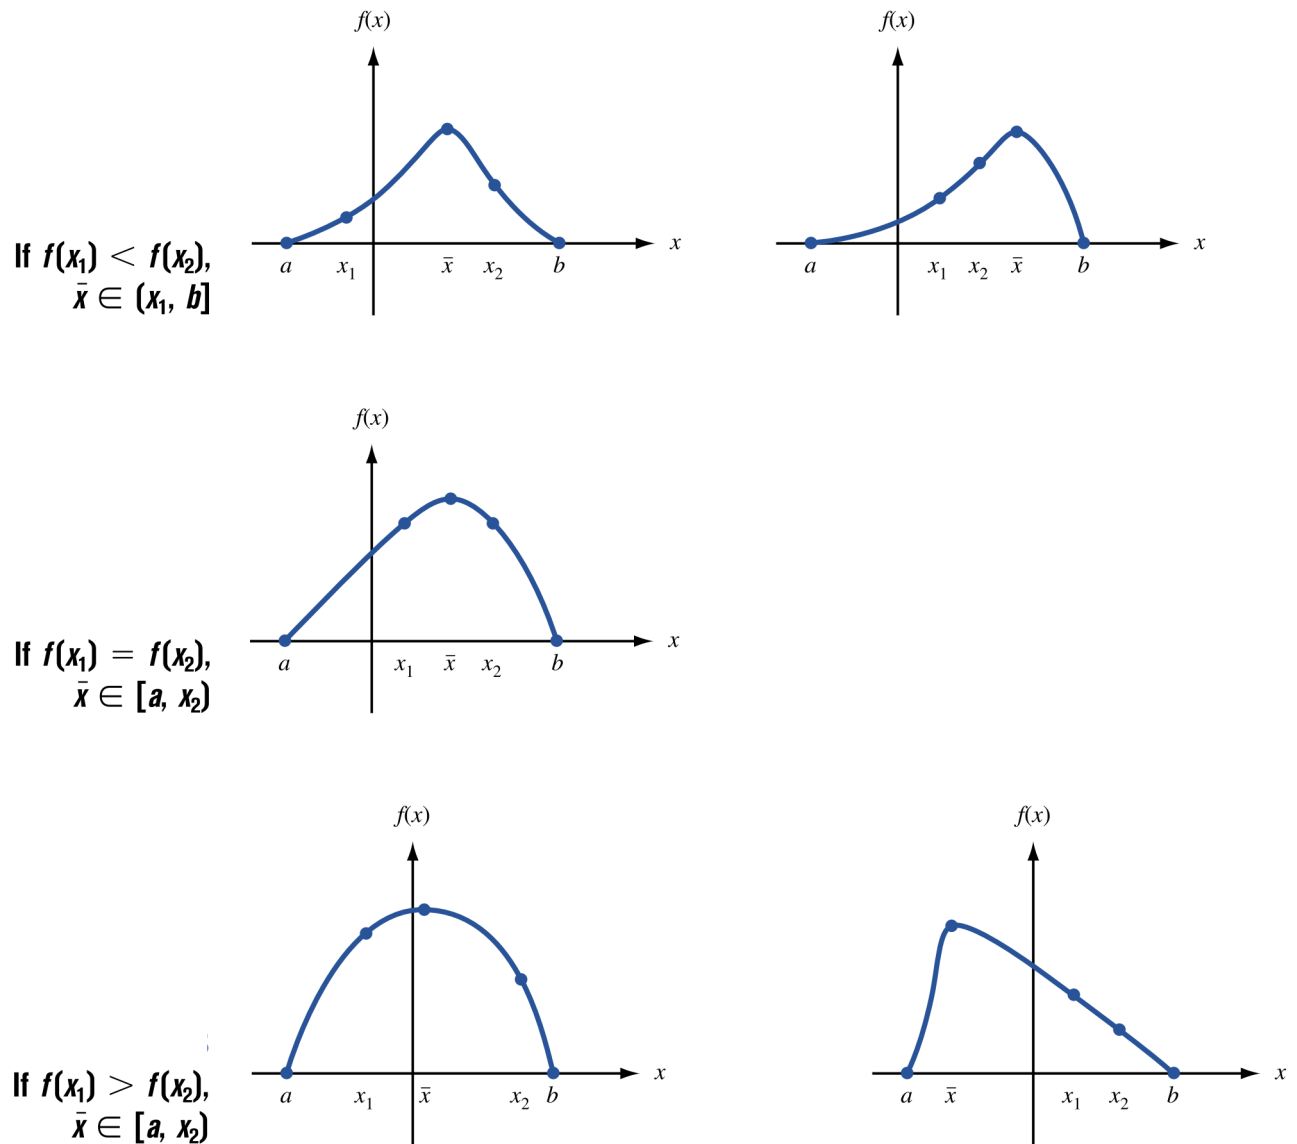 f(x)
f(x)
If f(x₁) < f(x₂),
x̄ ∈ (x₁, b]
a x₁ x̄ x₂ b x
a x₁ x₂ x̄ b x
f(x)
If f(x₁) = f(x₂),
x̄ ∈ [a, x₂)
a x₁ x̄ x₂ b x
f(x)
f(x)
If f(x₁) > f(x₂),
x̄ ∈ [a, x₂)
a x₁ x̄ x₂ b x
a x̄ x₁ x₂ b x